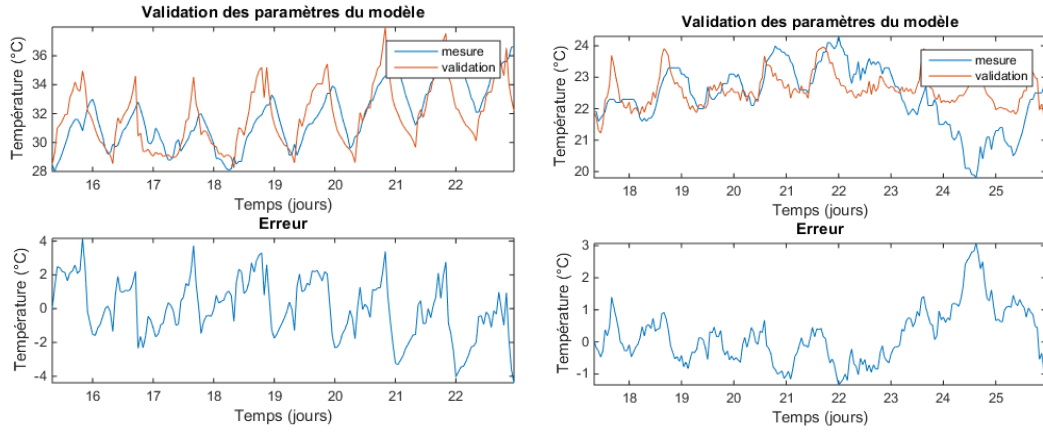 Validation des paramètres du modèle
Température (°C)
36
34
32
30
28
mesure
validation
16 17 18 19 20 21 22
Temps (jours)
Erreur
Température (°C)
4
2
0
-2
-4
16 17 18 19 20 21 22
Temps (jours)
Validation des paramètres du modèle
Température (°C)
24
23
22
21
20
mesure
validation
18 19 20 21 22 23 24 25
Temps (jours)
Erreur
Température (°C)
3
2
1
0
-1
18 19 20 21 22 23 24 25
Temps (jours)